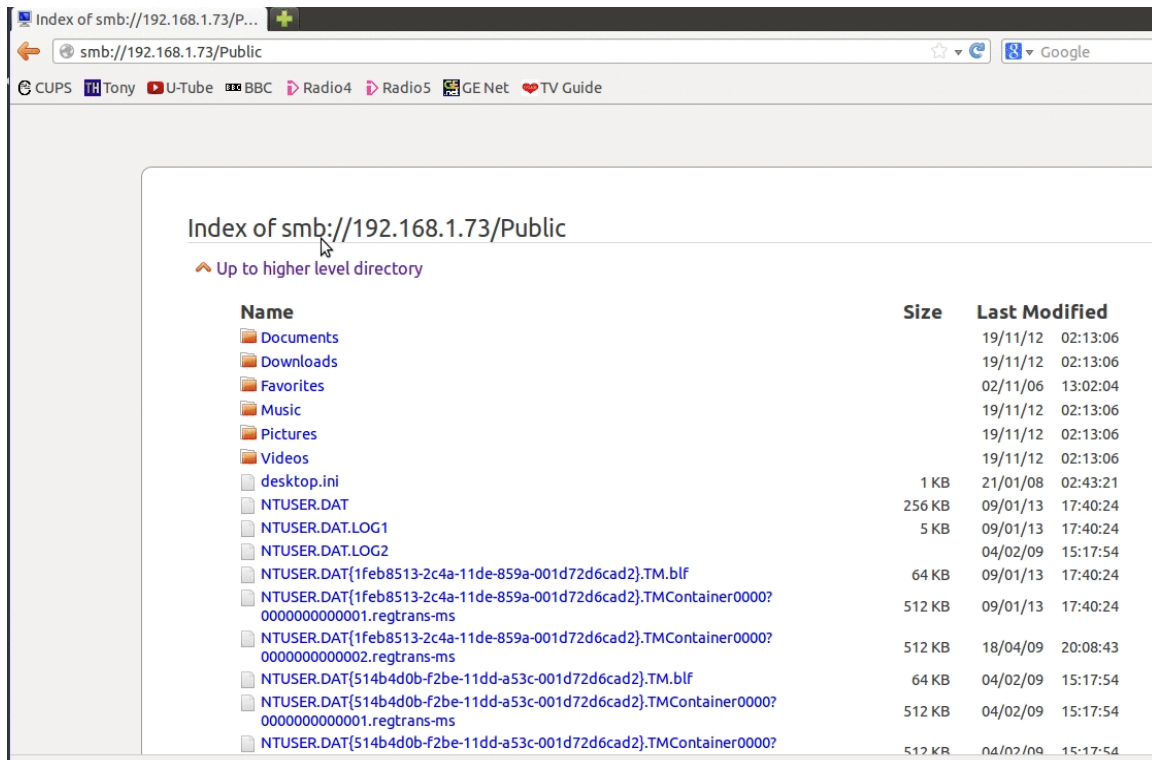 Index of smb://192.168.1.73/P...
smb://192.168.1.73/Public
Google
CUPS Tony U-Tube BBC Radio4 Radio5 GE Net TV Guide
Index of smb://192.168.1.73/Public
Up to higher level directory
Name Size Last Modified
Documents 19/11/12 02:13:06
Downloads 19/11/12 02:13:06
Favorites 02/11/06 13:02:04
Music 19/11/12 02:13:06
Pictures 19/11/12 02:13:06
Videos 19/11/12 02:13:06
desktop.ini 1 KB 21/01/08 02:43:21
NTUSER.DAT 256 KB 09/01/13 17:40:24
NTUSER.DAT.LOG1 5 KB 09/01/13 17:40:24
NTUSER.DAT.LOG2 04/02/09 15:17:54
NTUSER.DAT{1feb8513-2c4a-11de-859a-001d72d6cad2}.TM.blf 64 KB 09/01/13 17:40:24
NTUSER.DAT{1feb8513-2c4a-11de-859a-001d72d6cad2}.TMContainer0000?
0000000000001.regtrans-ms 512 KB 09/01/13 17:40:24
NTUSER.DAT{1feb8513-2c4a-11de-859a-001d72d6cad2}.TMContainer0000?
0000000000002.regtrans-ms 512 KB 18/04/09 20:08:43
NTUSER.DAT{514b4d0b-f2be-11dd-a53c-001d72d6cad2}.TM.blf 64 KB 04/02/09 15:17:54
NTUSER.DAT{514b4d0b-f2be-11dd-a53c-001d72d6cad2}.TMContainer0000?
0000000000001.regtrans-ms 512 KB 04/02/09 15:17:54
NTUSER.DAT{514b4d0b-f2be-11dd-a53c-001d72d6cad2}.TMContainer0000?
512 KB 04/02/09 15:17:54